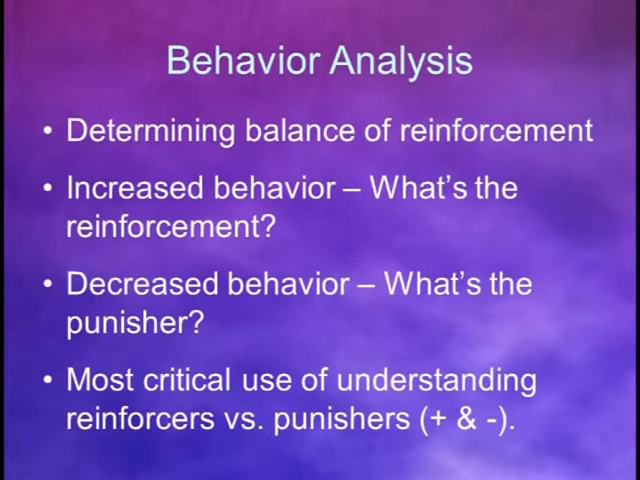 Behavior Analysis
• Determining balance of reinforcement
• Increased behavior – What's the
reinforcement?
• Decreased behavior – What's the
punisher?
• Most critical use of understanding
reinforcers vs. punishers (+ & -).